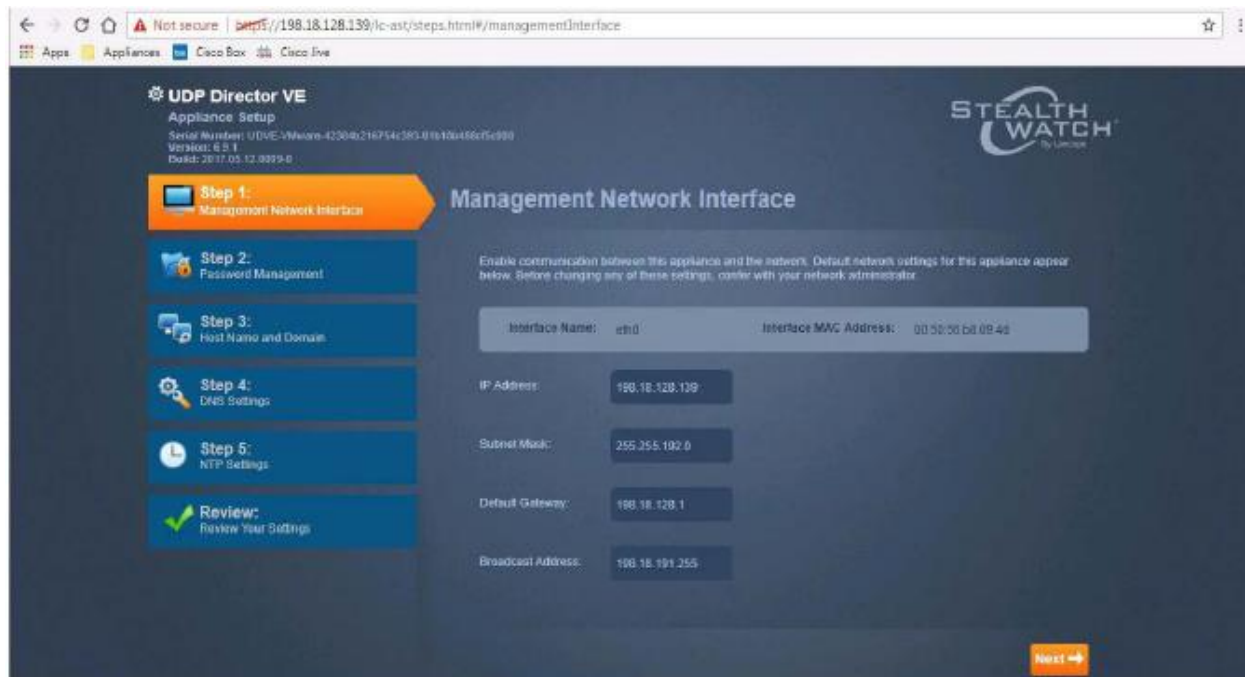 Not secure | https://198.18.128.139/lc-ast/steps.html#/managementInterface
Apps Appliances Cisco Box Cisco live
UDP Director VE
Appliance Setup
Serial Number:
Version: 6.9.1
Build:
STEALTH
WATCH
By Lancope
Step 1:
Management Network Interface
Step 2:
Password Management
Step 3:
Host Name and Domain
Step 4:
DNS Settings
Step 5:
NTP Settings
Review:
Review Your Settings
Management Network Interface
Enable communication between this appliance and the network. Default network settings for this appliance appear
below. Before changing any of these settings, confer with your network administrator.
Interface Name: eth0 Interface MAC Address:
IP Address: 198.18.128.139
Subnet Mask: 255.255.192.0
Default Gateway: 198.18.128.1
Broadcast Address: 198.18.191.255
Next